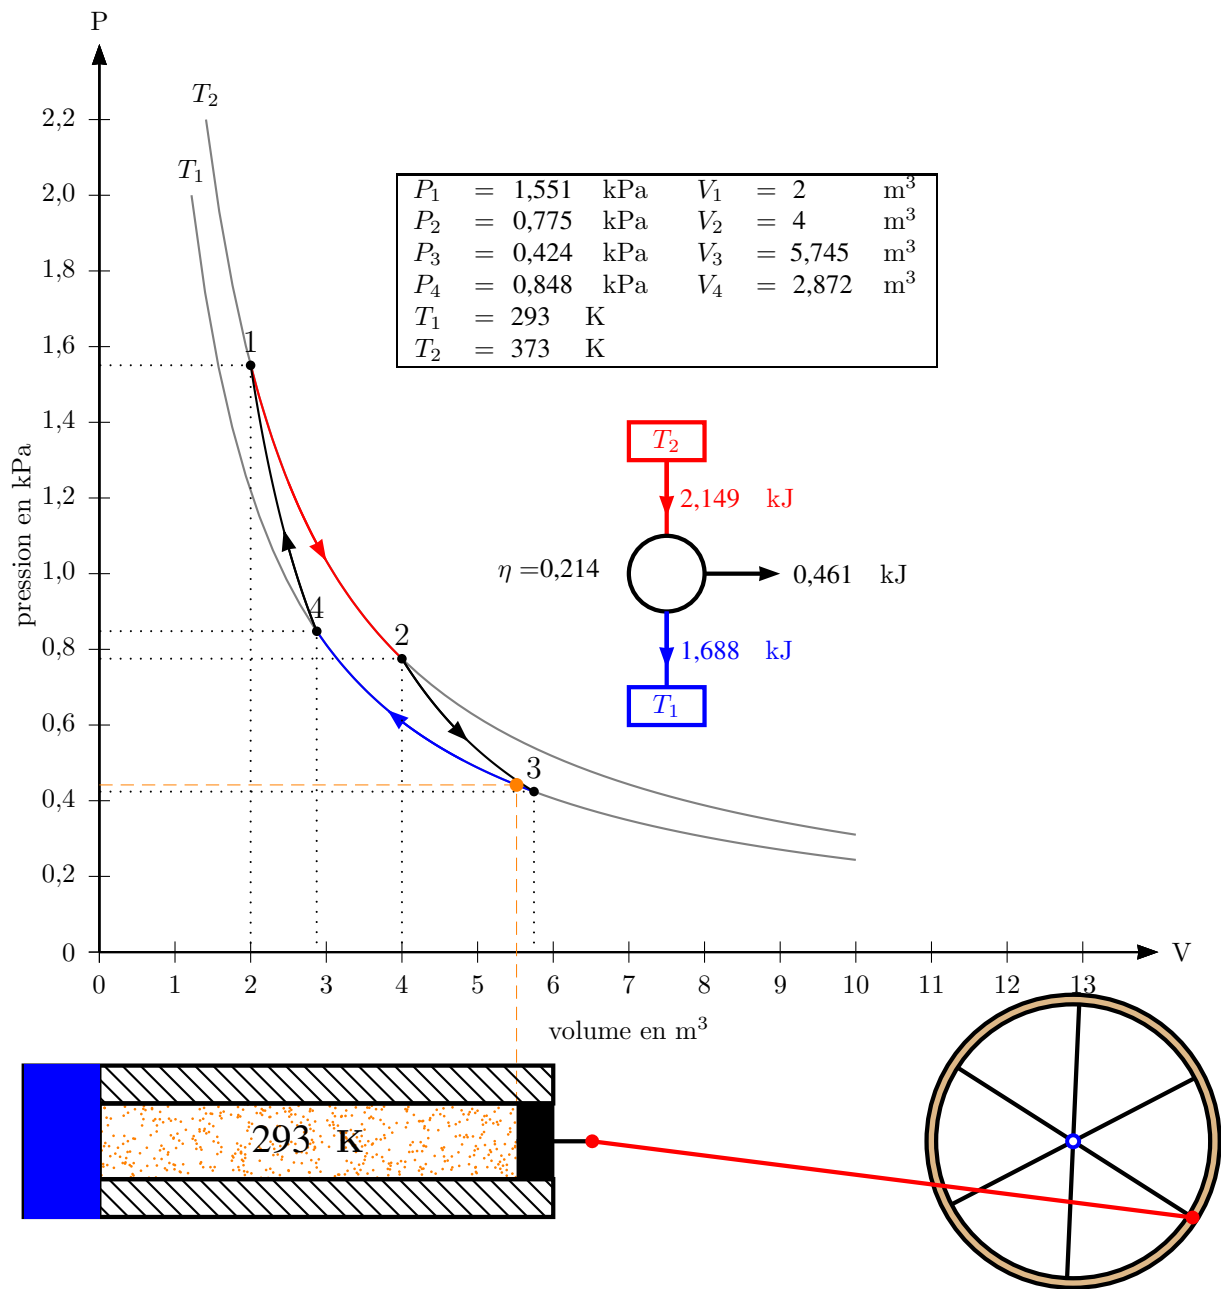 P
T₂
2,2
T₁
2,0
P₁ = 1,551 kPa V₁ = 2 m³
P₂ = 0,775 kPa V₂ = 4 m³
P₃ = 0,424 kPa V₃ = 5,745 m³
P₄ = 0,848 kPa V₄ = 2,872 m³
T₁ = 293 K
T₂ = 373 K
1,8
1,6
1
1,4
T₂
pression en kPa
1,2
2,149 kJ
1,0
η =0,214
0,461 kJ
4
0,8
2
1,688 kJ
T₁
0,6
3
0,4
0,2
0
V
0 1 2 3 4 5 6 7 8 9 10 11 12 13
volume en m³
293 K